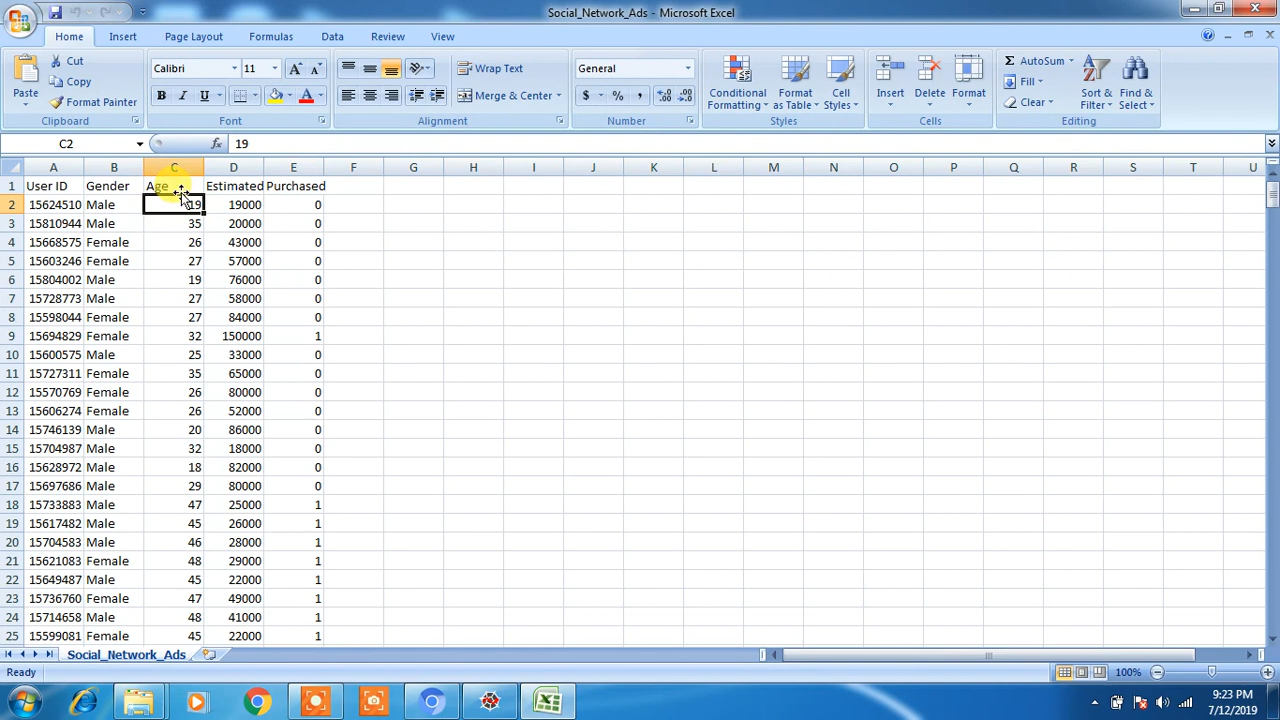 Social_Network_Ads - Microsoft Excel
Home Insert Page Layout Formulas Data Review View
Paste Cut Copy Format Painter
Calibri 11
B I U A
Wrap Text
Merge & Center
General
$ % ,
Conditional Formatting Format as Table Cell Styles
Insert Delete Format
Σ AutoSum Fill Clear
Sort & Filter Find & Select
Clipboard Font Alignment Number Styles Cells Editing
C2 fx 19
A B C D E F G H I J K L M N O P Q R S T U
1 User ID Gender Age Estimated Purchased
2 15624510 Male 19 19000 0
3 15810944 Male 35 20000 0
4 15668575 Female 26 43000 0
5 15603246 Female 27 57000 0
6 15804002 Male 19 76000 0
7 15728773 Male 27 58000 0
8 15598044 Female 27 84000 0
9 15694829 Female 32 150000 1
10 15600575 Male 25 33000 0
11 15727311 Female 35 65000 0
12 15570769 Female 26 80000 0
13 15606274 Female 26 52000 0
14 15746139 Male 20 86000 0
15 15704987 Male 32 18000 0
16 15628972 Male 18 82000 0
17 15697686 Male 29 80000 0
18 15733883 Male 47 25000 1
19 15617482 Male 45 26000 1
20 15704583 Male 46 28000 1
21 15621083 Female 48 29000 1
22 15649487 Male 45 22000 1
23 15736760 Female 47 49000 1
24 15714658 Male 48 41000 1
25 15599081 Female 45 22000 1
Social_Network_Ads
Ready 100%
9:23 PM
7/12/2019